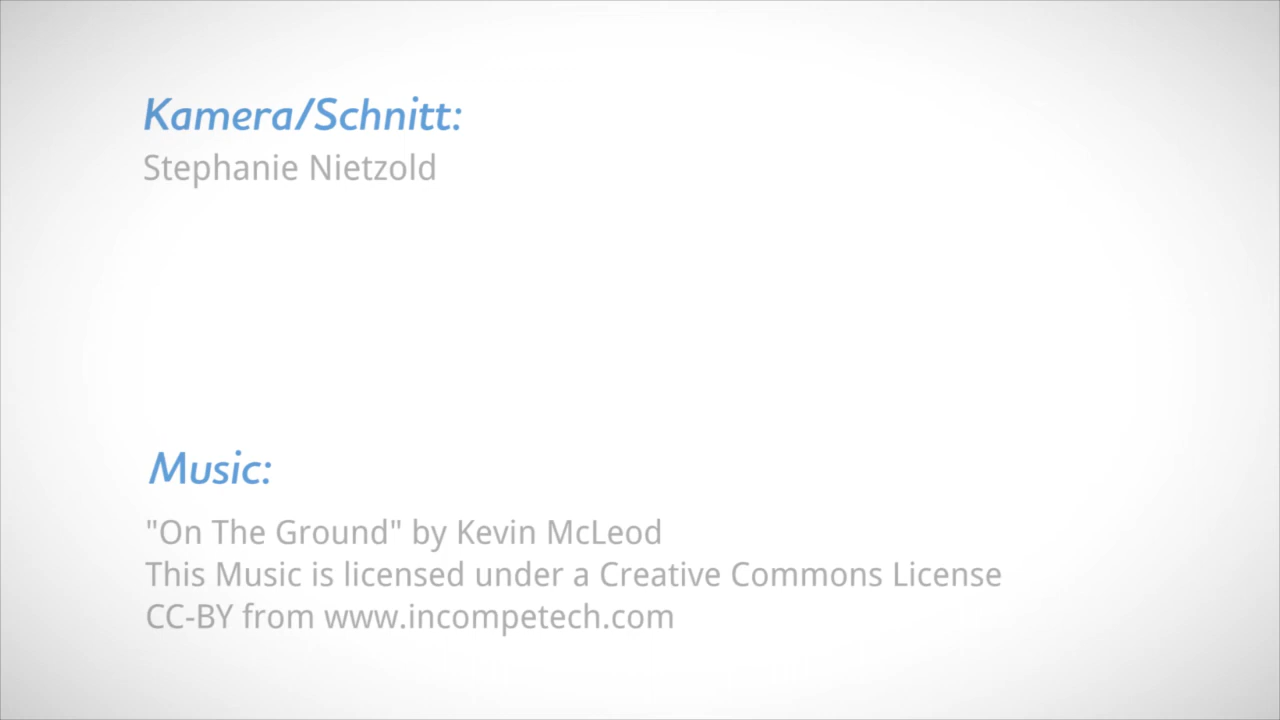 Kamera/Schnitt:
Stephanie Nietzold
Music:
"On The Ground" by Kevin McLeod
This Music is licensed under a Creative Commons License
CC-BY from www.incompetech.com